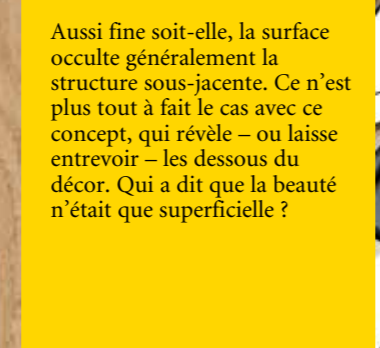 Aussi fine soit-elle, la surface
occulte généralement la
structure sous-jacente. Ce n’est
plus tout à fait le cas avec ce
concept, qui révèle – ou laisse
entrevoir – les dessous du
décor. Qui a dit que la beauté
n’était que superficielle ?